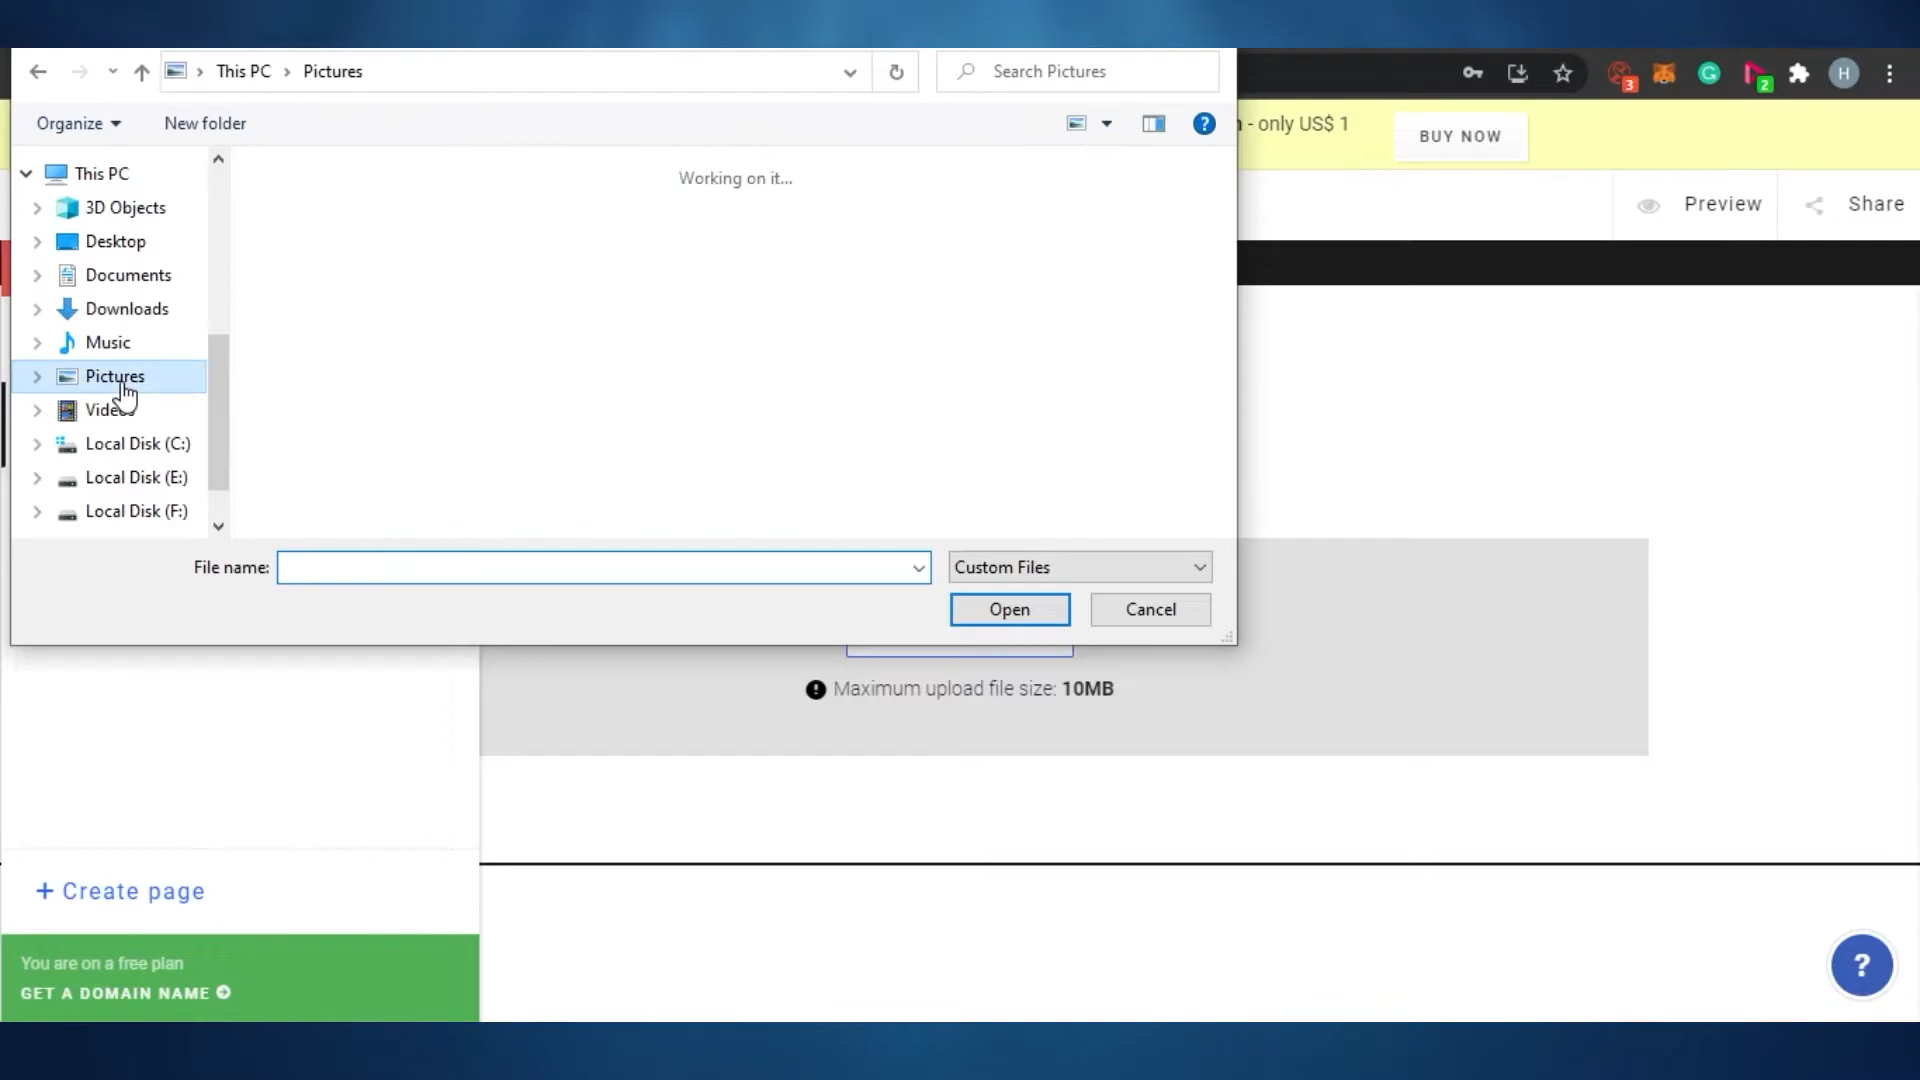 This PC > Pictures
Search Pictures
H
3
2
Organize
New folder
- only US$ 1
BUY NOW
This PC
3D Objects
Desktop
Documents
Downloads
Music
Pictures
Local Disk (C:)
Local Disk (E:)
Local Disk (F:)
Working on it...
Preview
Share
File name:
Custom Files
Open
Cancel
Maximum upload file size: 10MB
+ Create page
You are on a free plan
GET A DOMAIN NAME
?